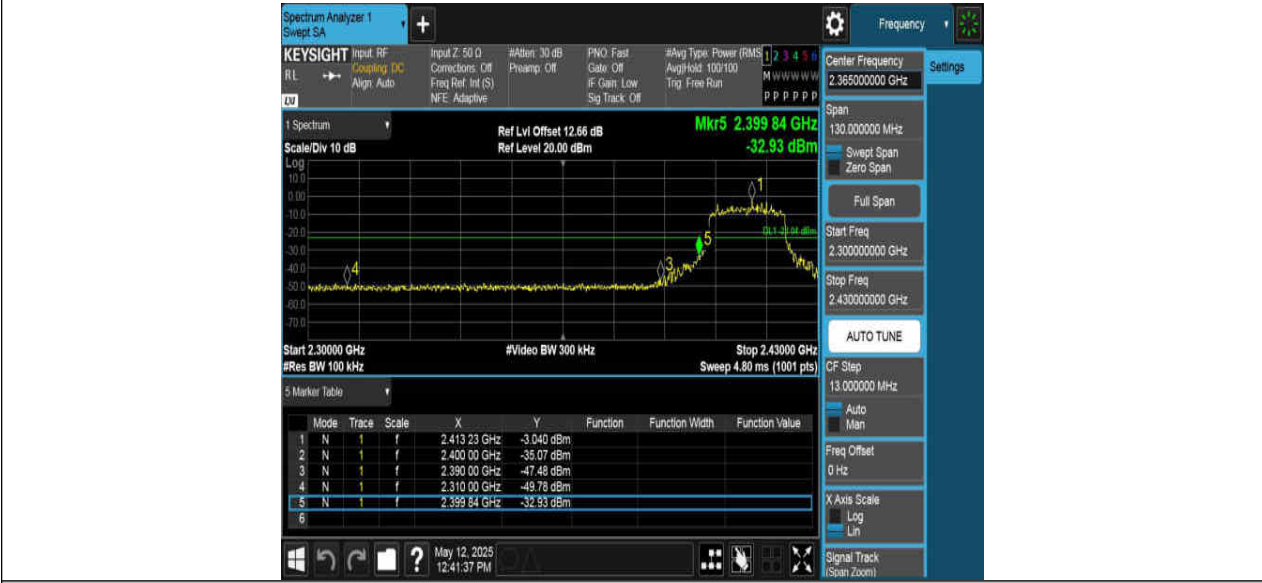 Spectrum Analyzer 1
Swept SA
+
Frequency
KEYSIGHT
RL
LXI
Input: RF
Coupling: DC
Align: Auto
Input Z: 50 Ω
Corrections: Off
Freq Ref: Int (S)
NFE: Adaptive
#Atten: 30 dB
Preamp: Off
PNO: Fast
Gate: Off
IF Gain: Low
Sig Track: Off
#Avg Type: Power (RMS
Avg|Hold: 100/100
Trig: Free Run
1 2 3 4 5 6
M W W W W W
P P P P P P
1 Spectrum
Scale/Div 10 dB
Ref Lvl Offset 12.66 dB
Ref Level 20.00 dBm
Mkr5 2.399 84 GHz
-32.93 dBm
Log
10.0
0.00
-10.0
-20.0
-30.0
-40.0
-50.0
-60.0
-70.0
1
5
3
4
Start 2.30000 GHz
#Res BW 100 kHz
#Video BW 300 kHz
Stop 2.43000 GHz
Sweep 4.80 ms (1001 pts)
5 Marker Table
Mode Trace Scale X Y Function Function Width Function Value
1 N 1 f 2.413 23 GHz -3.040 dBm
2 N 1 f 2.400 00 GHz -35.07 dBm
3 N 1 f 2.390 00 GHz -47.48 dBm
4 N 1 f 2.310 00 GHz -49.78 dBm
5 N 1 f 2.399 84 GHz -32.93 dBm
6
?
May 12, 2025
12:41:37 PM
Center Frequency
2.365000000 GHz
Settings
Span
130.000000 MHz
Swept Span
Zero Span
Full Span
Start Freq
2.300000000 GHz
Stop Freq
2.430000000 GHz
AUTO TUNE
CF Step
13.000000 MHz
Auto
Man
Freq Offset
0 Hz
X Axis Scale
Log
Lin
Signal Track
(Span Zoom)